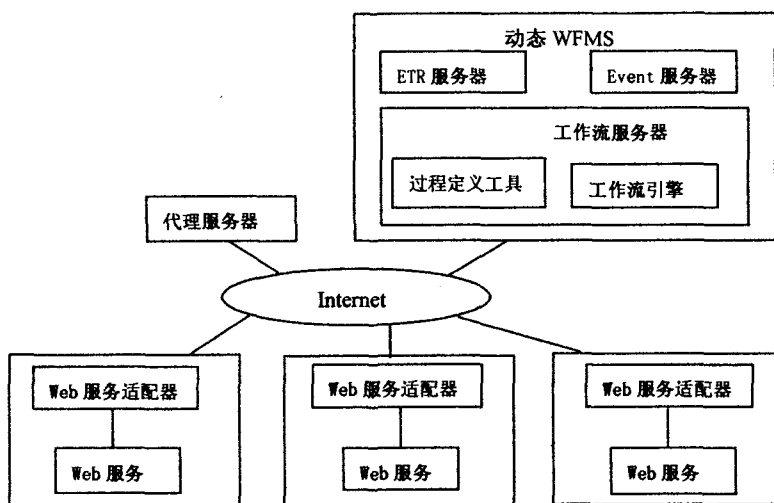 动态 WFMS
ETR 服务器
Event 服务器
工作流服务器
过程定义工具
工作流引擎
代理服务器
Internet
Web 服务适配器
Web 服务适配器
Web 服务适配器
Web 服务
Web 服务
Web 服务